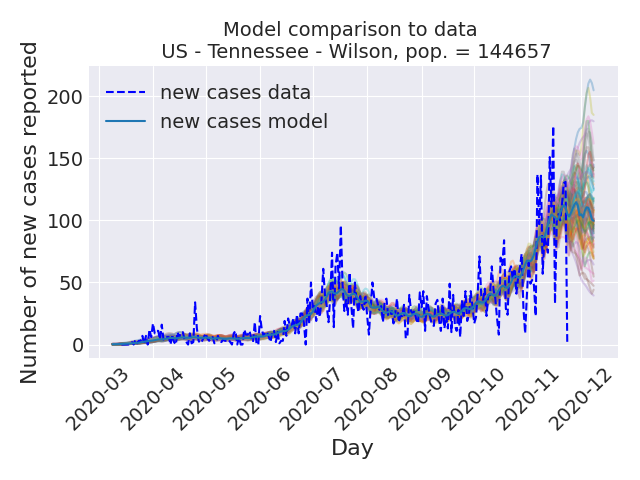 Model comparison to data
US - Tennessee - Wilson, pop. = 144657
Number of new cases reported
200
150
100
50
0
new cases data
new cases model
2020-03
2020-04
2020-05
2020-06
2020-07
2020-08
2020-09
2020-10
2020-11
2020-12
Day